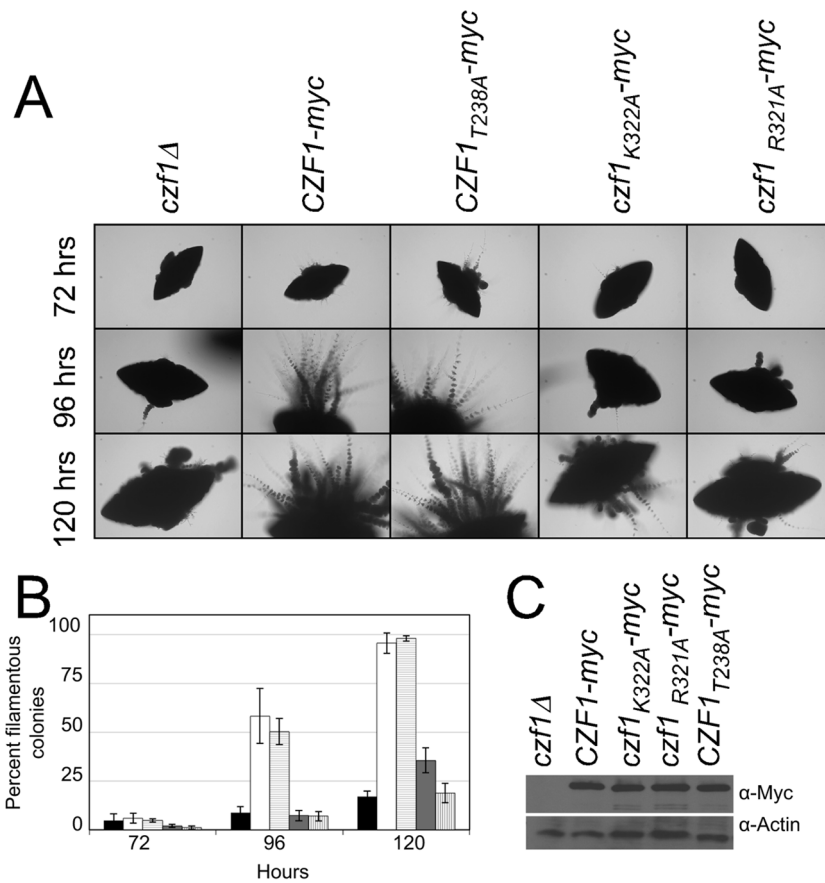 A
czf1Δ
CZF1-myc
CZF1T238A-myc
czf1K322A-myc
czf1R321A-myc
72 hrs
96 hrs
120 hrs
B
Percent filamentous
colonies
100
75
50
25
0
72
96
120
Hours
C
czf1Δ
CZF1-myc
czf1K322A-myc
czf1R321A-myc
CZF1T238A-myc
α-Myc
α-Actin